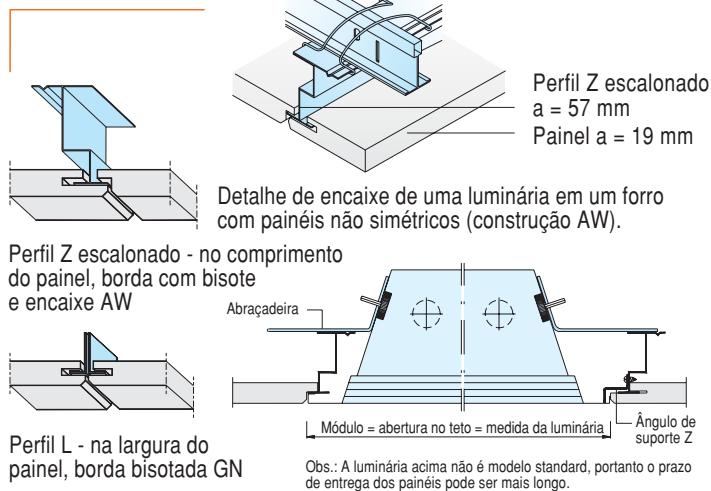 Perfil Z escalonado
a = 57 mm
Painel a = 19 mm
Detalhe de encaixe de uma luminária em um forro
com painéis não simétricos (construção AW).
Perfil Z escalonado - no comprimento
do painel, borda com bisote
e encaixe AW
Abraçadeira
Módulo = abertura no teto = medida da luminária
Ângulo de
suporte Z
Perfil L - na largura do
painel, borda bisotada GN
Obs.: A luminária acima não é modelo standard, portanto o prazo
de entrega dos painéis pode ser mais longo.